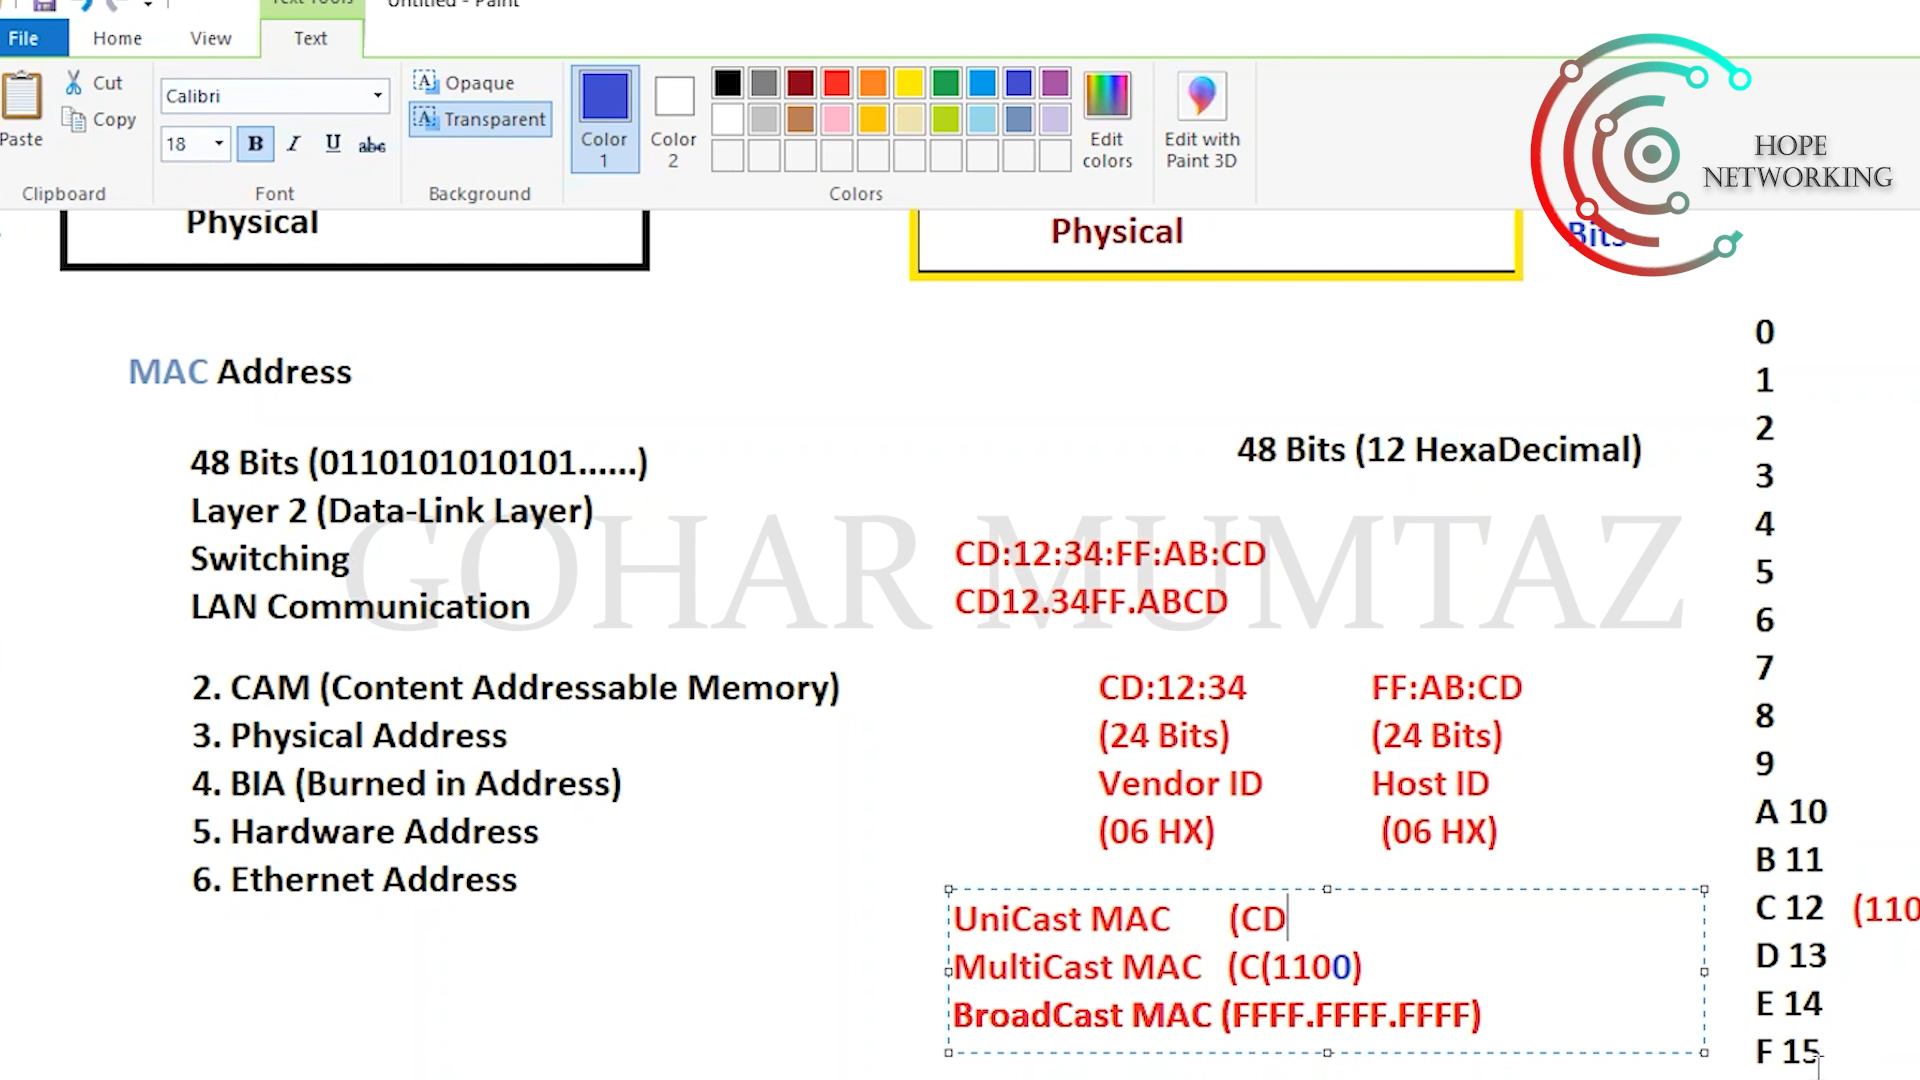 Text Tools
Untitled - Paint
File
Home
View
Text
Paste
Cut
Copy
Clipboard
Calibri
18
B
I
U
abc
Font
Opaque
Transparent
Background
Color
1
Color
2
Edit
colors
Colors
Edit with
Paint 3D
HOPE
NETWORKING
Physical
Physical
Bits
MAC Address
48 Bits (0110101010101......)
Layer 2 (Data-Link Layer)
Switching
LAN Communication
2. CAM (Content Addressable Memory)
3. Physical Address
4. BIA (Burned in Address)
5. Hardware Address
6. Ethernet Address
48 Bits (12 HexaDecimal)
GOHAR MUMTAZ
CD:12:34:FF:AB:CD
CD12.34FF.ABCD
CD:12:34
(24 Bits)
Vendor ID
(06 HX)
FF:AB:CD
(24 Bits)
Host ID
(06 HX)
UniCast MAC (CD
MultiCast MAC (C(1100)
BroadCast MAC (FFFF.FFFF.FFFF)
0
1
2
3
4
5
6
7
8
9
A 10
B 11
C 12 (110
D 13
E 14
F 15